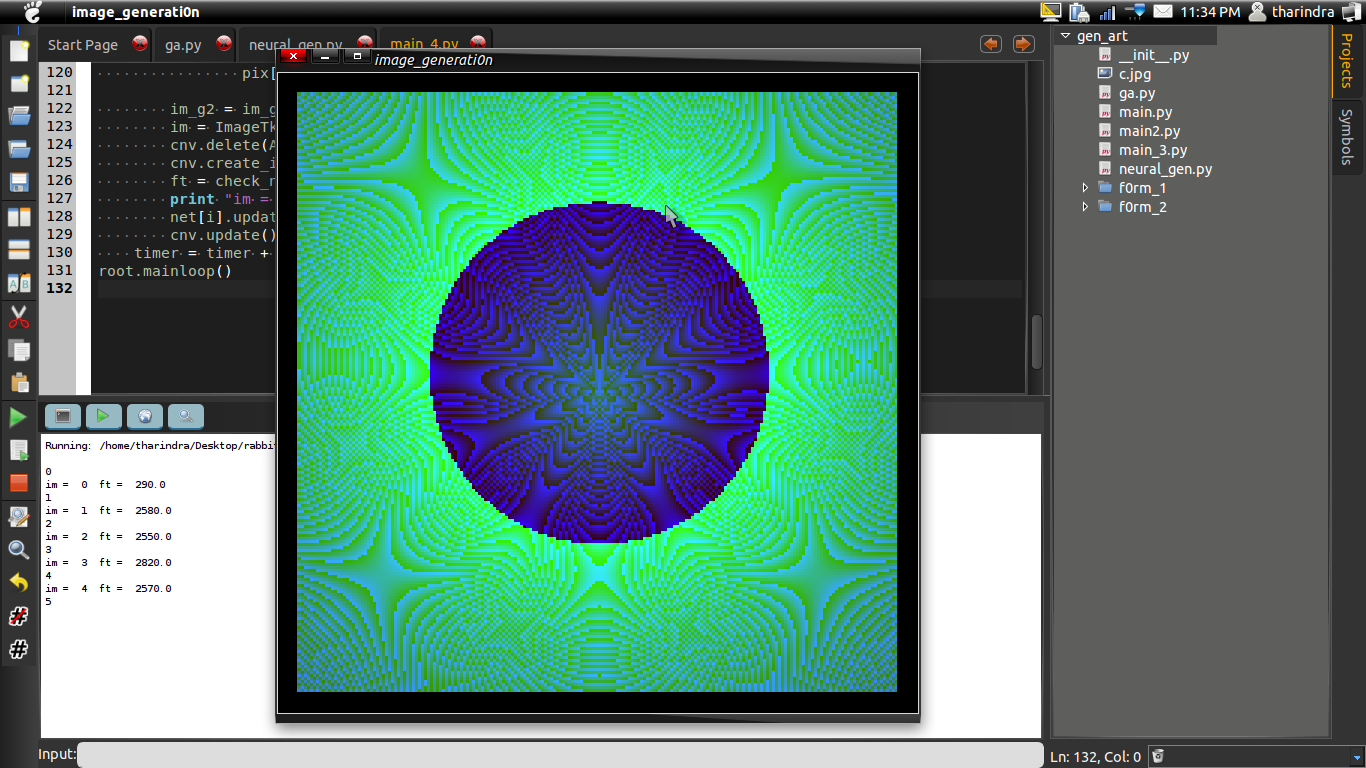 image_generati0n
11:34 PM tharindra
Start Page ga.py neural_gen.py main_4.py
image_generati0n
120 pix[
121
122 im_g2 = im_g
123 im = ImageTk
124 cnv.delete(A
125 cnv.create_i
126 ft = check_n
127 print "im =
128 net[i].updat
129 cnv.update()
130 timer = timer +
131 root.mainloop()
132
Running: /home/tharindra/Desktop/rabbi
0
im = 0 ft = 290.0
1
im = 1 ft = 2580.0
2
im = 2 ft = 2550.0
3
im = 3 ft = 2820.0
4
im = 4 ft = 2570.0
5
Input:
gen_art
__init__.py
c.jpg
ga.py
main.py
main2.py
main_3.py
neural_gen.py
f0rm_1
f0rm_2
Projects
Symbols
Ln: 132, Col: 0